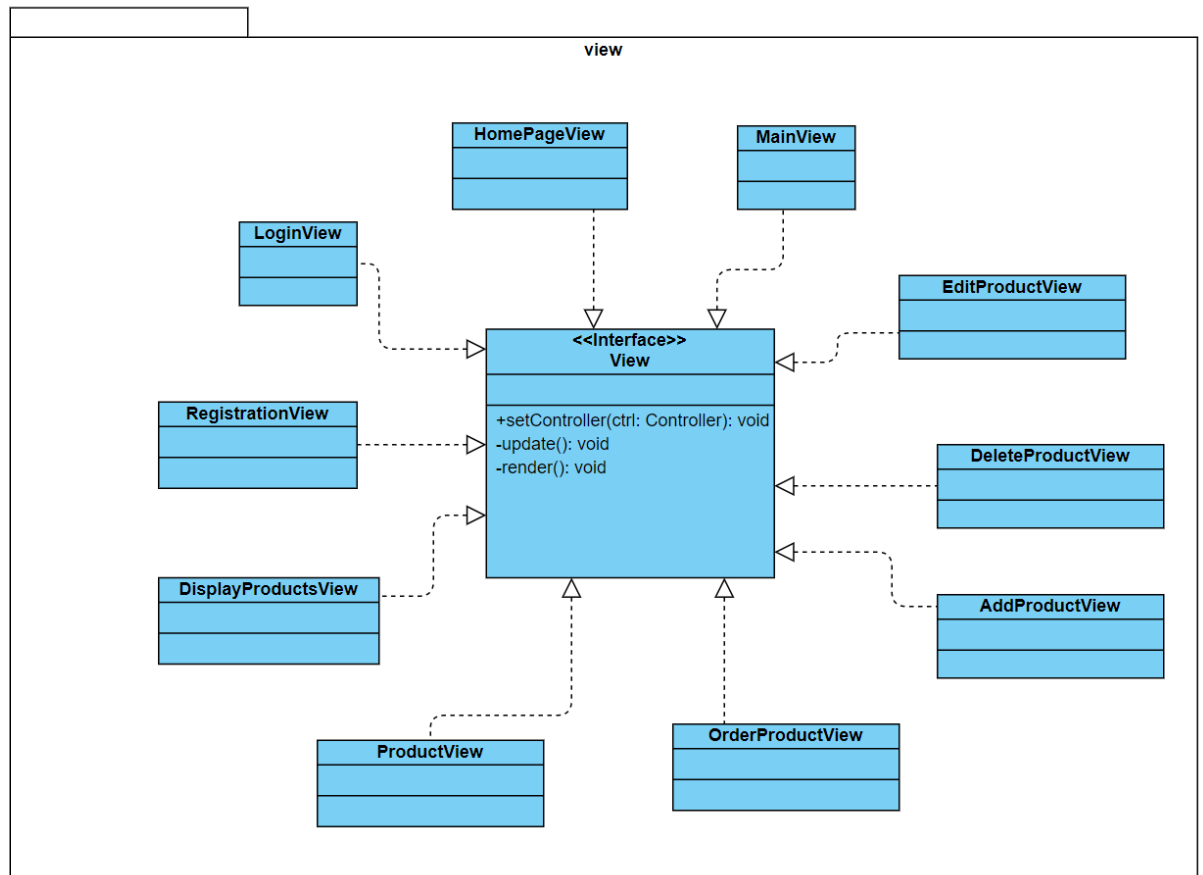 view
HomePageView
MainView
LoginView
EditProductView
<<Interface>>
View
+setController(ctrl: Controller): void
-update(): void
-render(): void
RegistrationView
DeleteProductView
DisplayProductsView
AddProductView
ProductView
OrderProductView